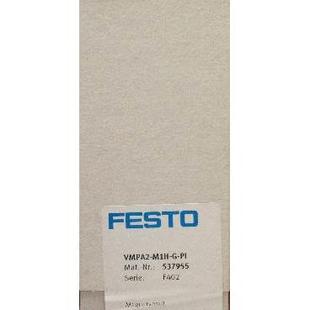 FESTO
VMPA2-M1H-G-PI
Mat.-Nr.: 537955
Serie: FA02